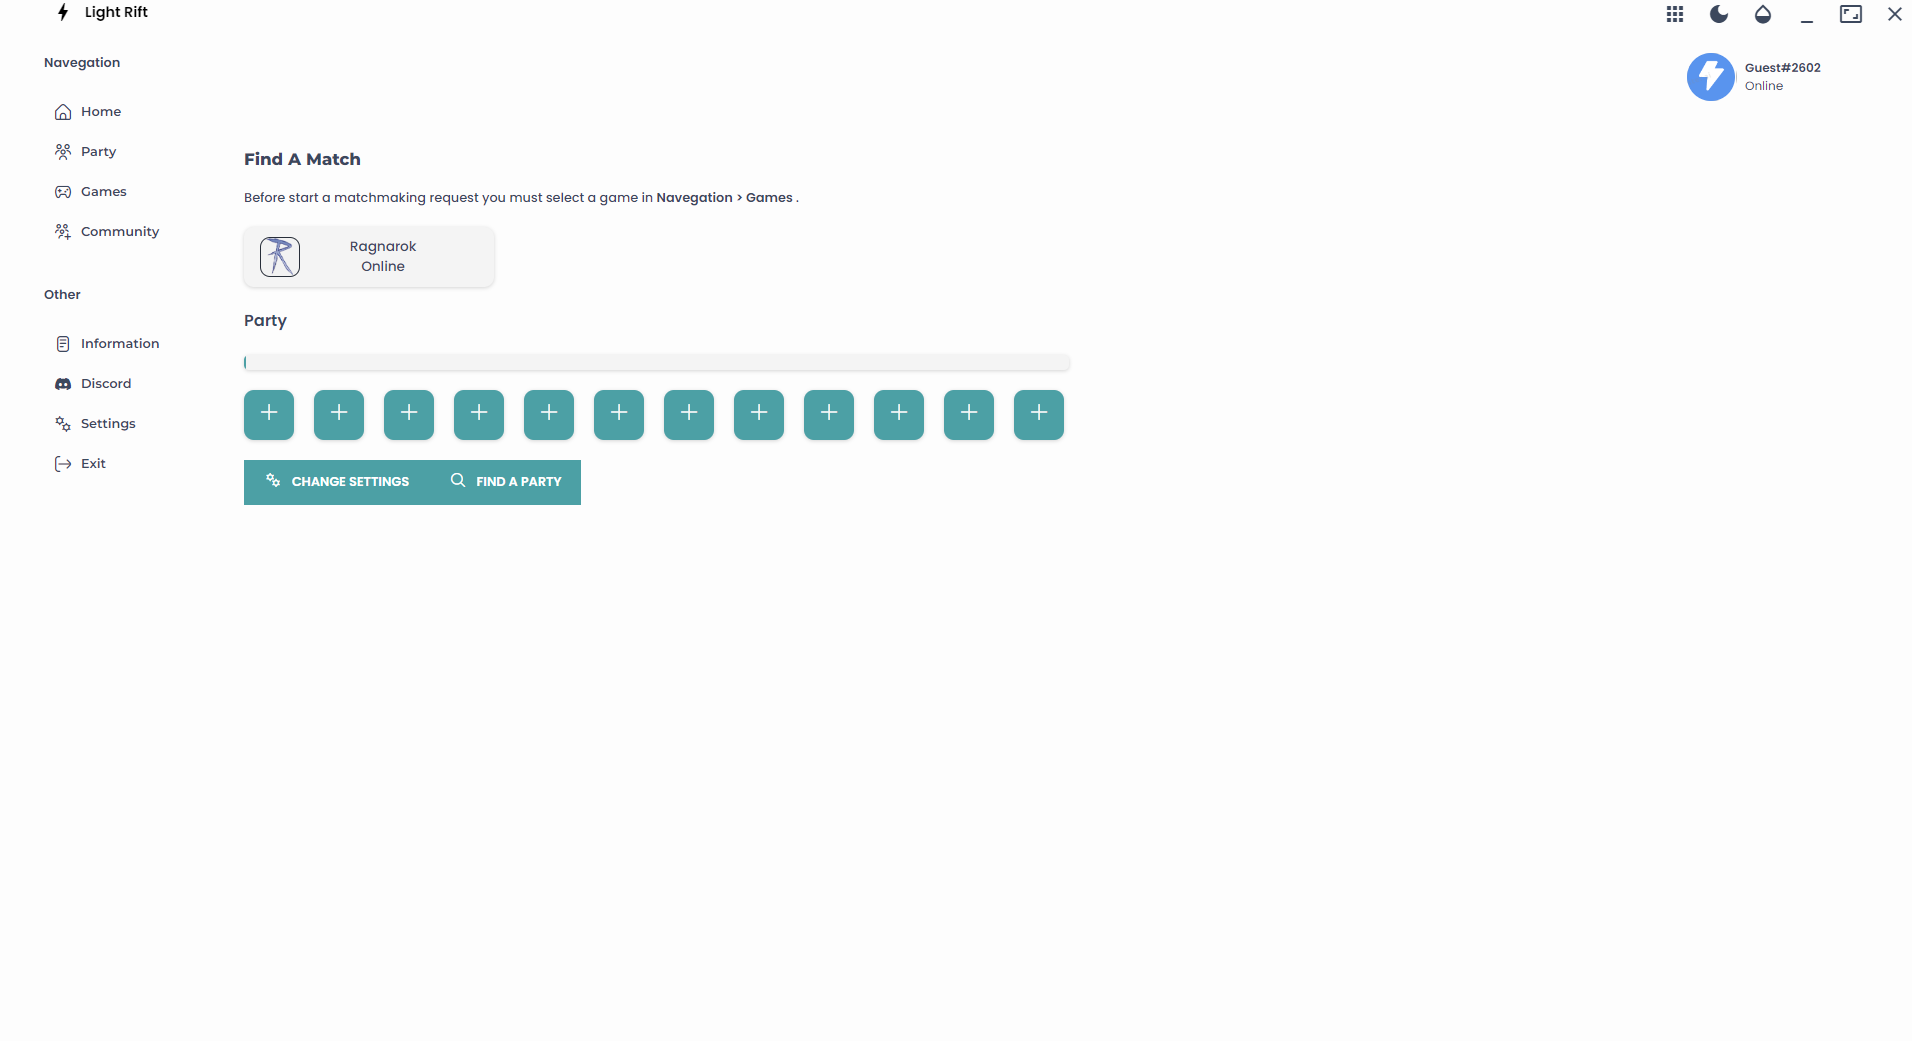 Light Rift
Navegation
Home
Party
Games
Community
Other
Information
Discord
Settings
Exit
Guest#2602
Online
Find A Match
Before start a matchmaking request you must select a game in Navegation > Games .
Ragnarok
Online
Party
CHANGE SETTINGS
FIND A PARTY